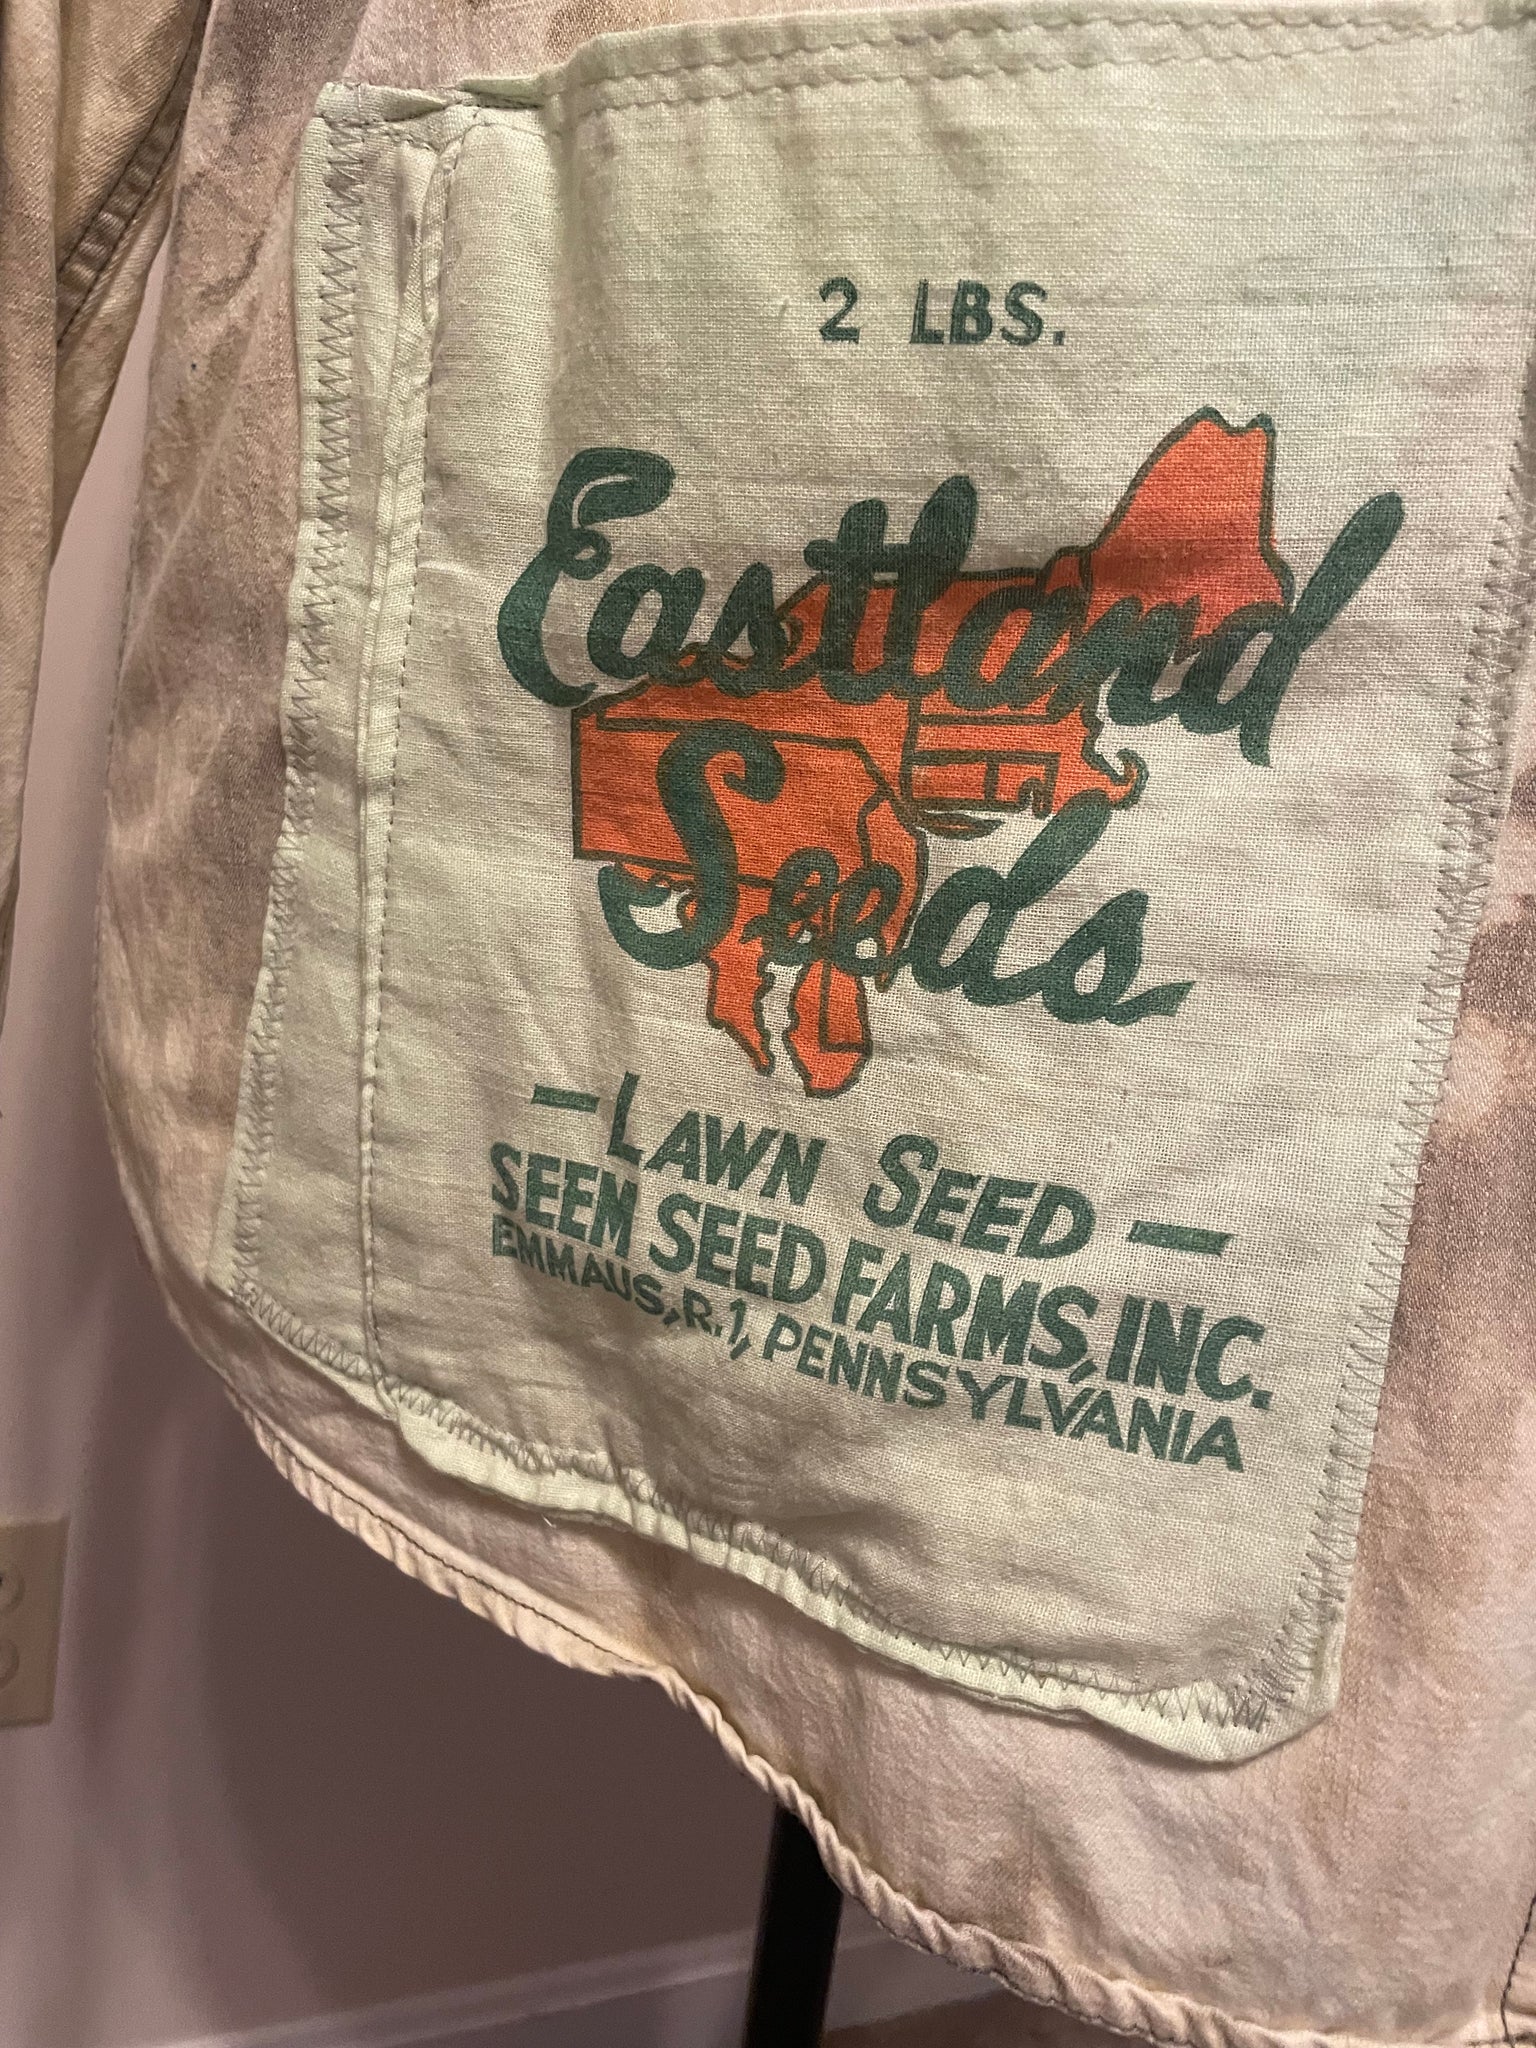 2 LBS.
Eastland
Seeds
—LAWN SEED—
SEEM SEED FARMS, INC.
EMMAUS, R.1, PENNSYLVANIA